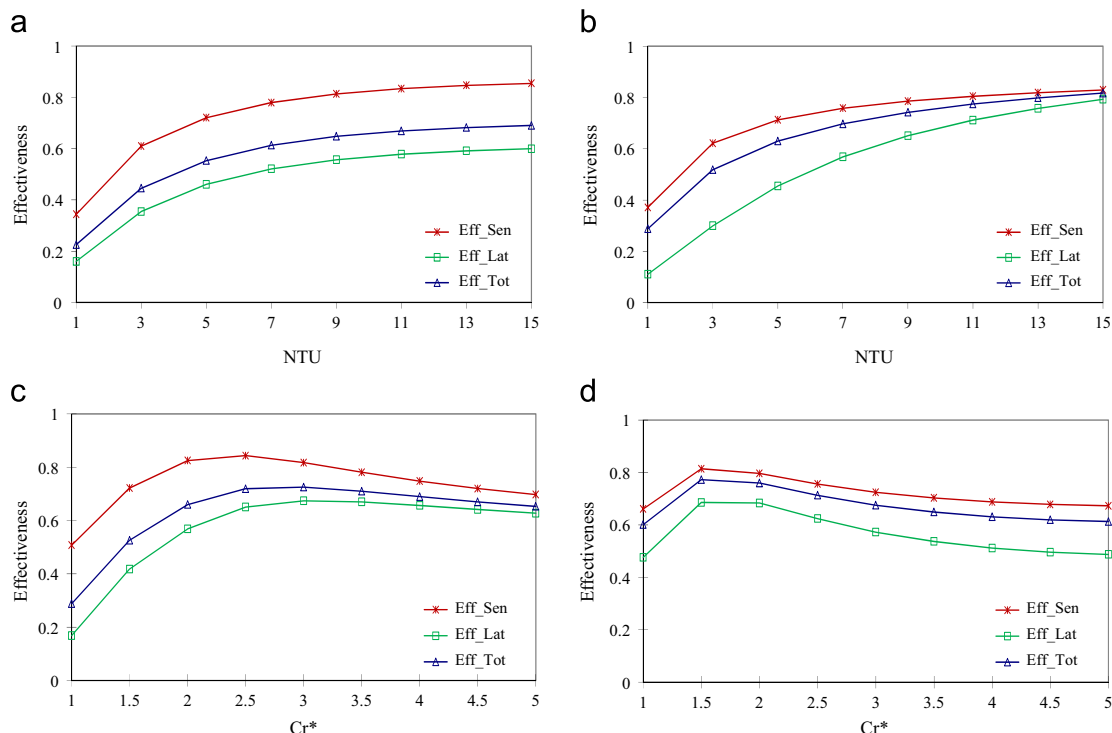 a
1
0.8
0.6
0.4
0.2
0
Effectiveness
Eff_Sen
Eff_Lat
Eff_Tot
1 3 5 7 9 11 13 15
NTU
b
1
0.8
0.6
0.4
0.2
0
Effectiveness
Eff_Sen
Eff_Lat
Eff_Tot
1 3 5 7 9 11 13 15
NTU
c
1
0.8
0.6
0.4
0.2
0
Effectiveness
Eff_Sen
Eff_Lat
Eff_Tot
1 1.5 2 2.5 3 3.5 4 4.5 5
Cr*
d
1
0.8
0.6
0.4
0.2
0
Effectiveness
Eff_Sen
Eff_Lat
Eff_Tot
1 1.5 2 2.5 3 3.5 4 4.5 5
Cr*